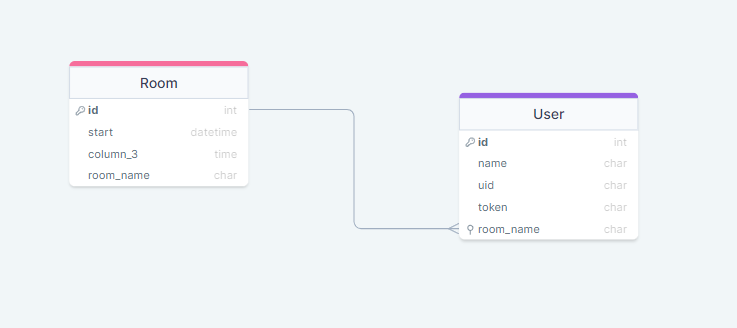 Room
id int
start datetime
column_3 time
room_name char
User
id int
name char
uid char
token char
room_name char